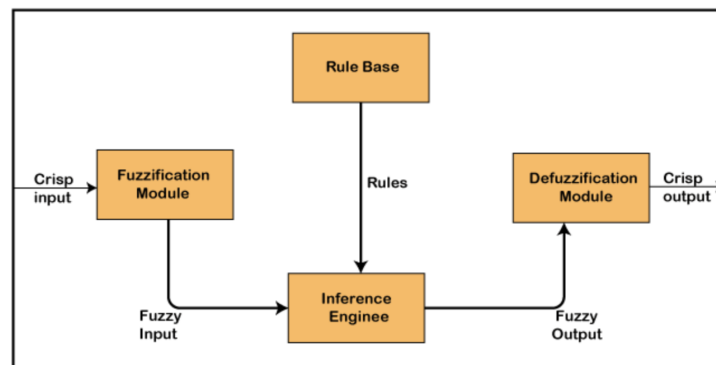 Rule Base
Crisp
input
Fuzzification
Module
Rules
Defuzzification
Module
Crisp
output
Inference
Enginee
Fuzzy
Input
Fuzzy
Output